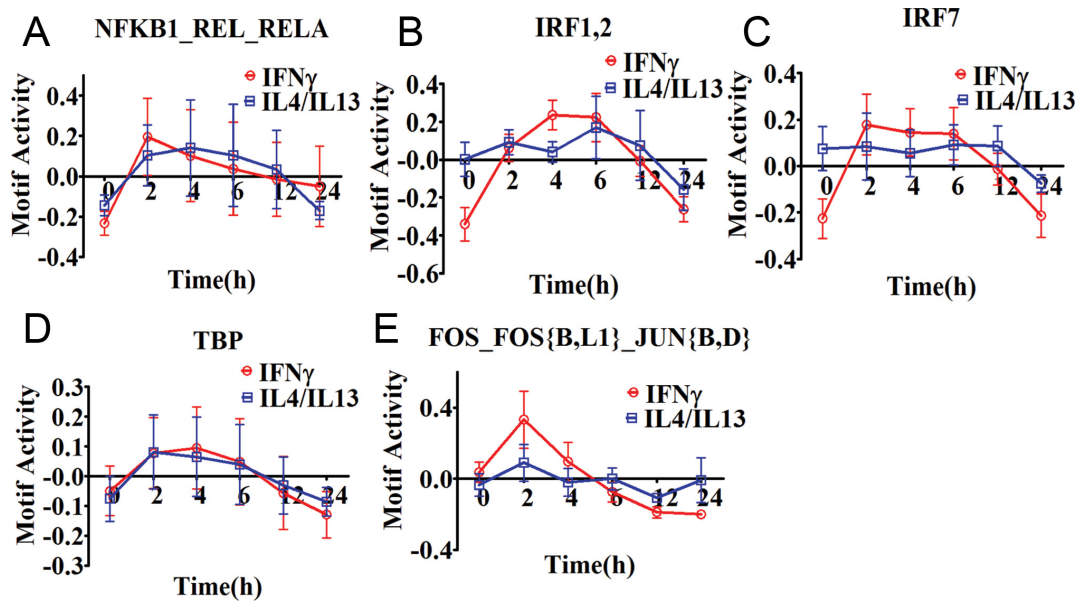 A
NFKB1_REL_RELA
IFNγ
IL4/IL13
Motif Activity
0.4
0.2
0.0
-0.2
-0.4
0 2 4 6 12 24
Time(h)
B
IRF1,2
IFNγ
IL4/IL13
Motif Activity
0.4
0.2
-0.0
-0.2
-0.4
-0.6
0 2 4 6 12 24
Time(h)
C
IRF7
IFNγ
IL4/IL13
Motif Activity
0.4
0.2
0.0
-0.2
-0.4
0 2 4 6 12 24
Time(h)
D
TBP
IFNγ
IL4/IL13
Motif Activity
0.3
0.2
0.1
-0.0
-0.1
-0.2
-0.3
0 2 4 6 12 24
Time(h)
E
FOS_FOS{B,L1}_JUN{B,D}
IFNγ
IL4/IL13
Motif Activity
0.4
-0.0
-0.4
0 2 4 6 12 24
Time(h)